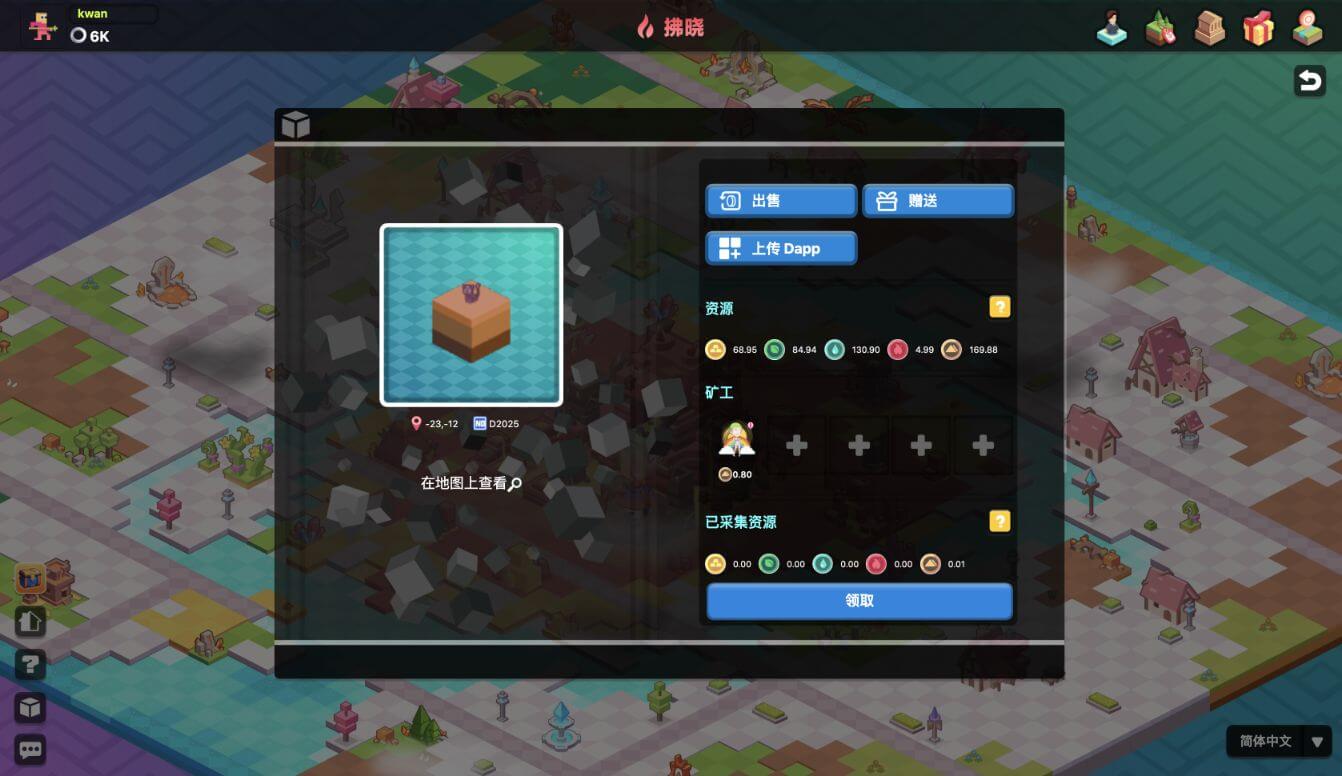 kwan
6K
拂晓
出售
赠送
上传 Dapp
资源
?
68.95 84.94 130.90 4.99 169.88
矿工
0.80
-23,-12 NO D2025
在地图上查看
已采集资源
?
0.00 0.00 0.00 0.00 0.01
领取
?
简体中文